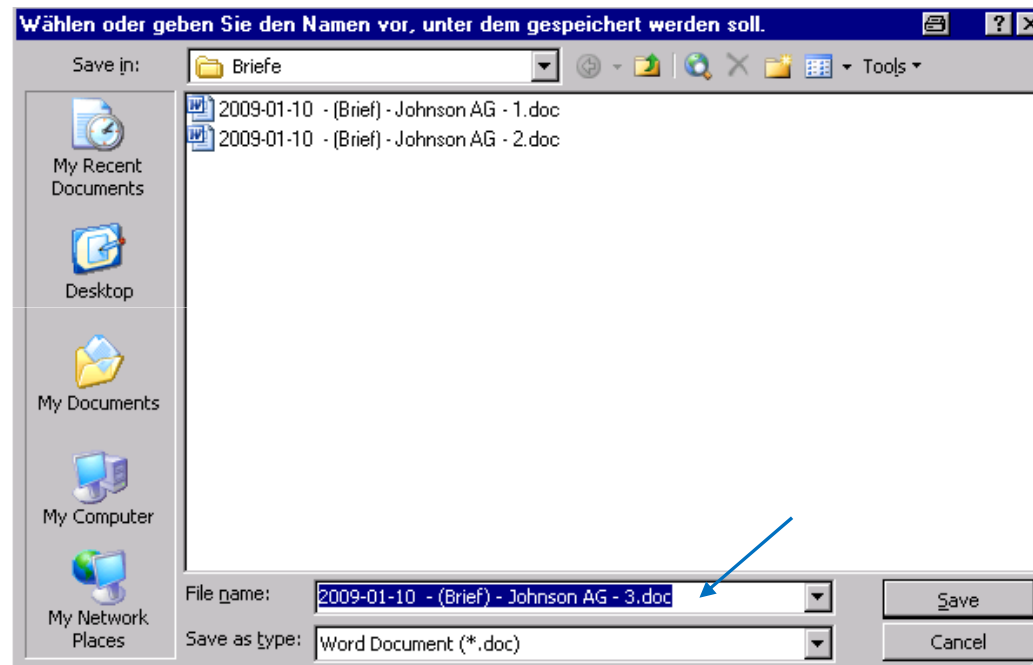 Wählen oder geben Sie den Namen vor, unter dem gespeichert werden soll.
Save in:
Briefe
Tools
2009-01-10  - (Brief) - Johnson AG - 1.doc
2009-01-10  - (Brief) - Johnson AG - 2.doc
My Recent
Documents
Desktop
My Documents
My Computer
My Network
Places
File name:
2009-01-10  - (Brief) - Johnson AG - 3.doc
Save
Save as type:
Word Document (*.doc)
Cancel